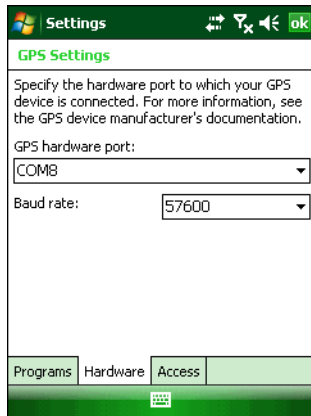 Settings
ok
GPS Settings
Specify the hardware port to which your GPS
device is connected. For more information, see
the GPS device manufacturer's documentation.
GPS hardware port:
COM8
Baud rate: 57600
Programs Hardware Access